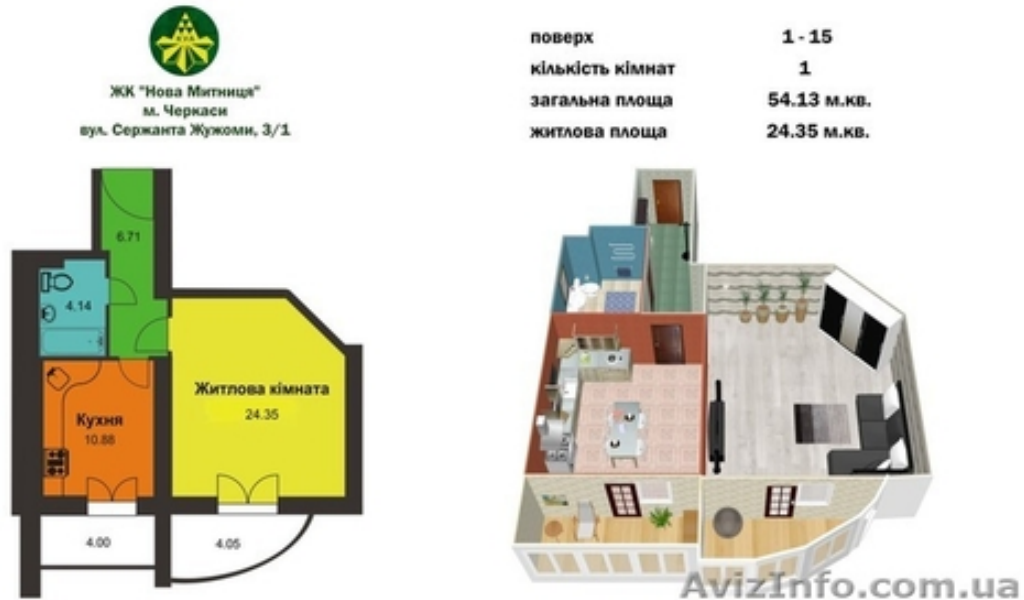 КУБ
ЖК "Нова Митниця"
м. Черкаси
вул. Сержанта Жужоми, 3/1
поверх 1 - 15
кількість кімнат 1
загальна площа 54.13 м.кв.
житлова площа 24.35 м.кв.
6.71
4.14
Житлова кімната
24.35
Кухня
10.88
4.00
4.05
AvizInfo.com.ua